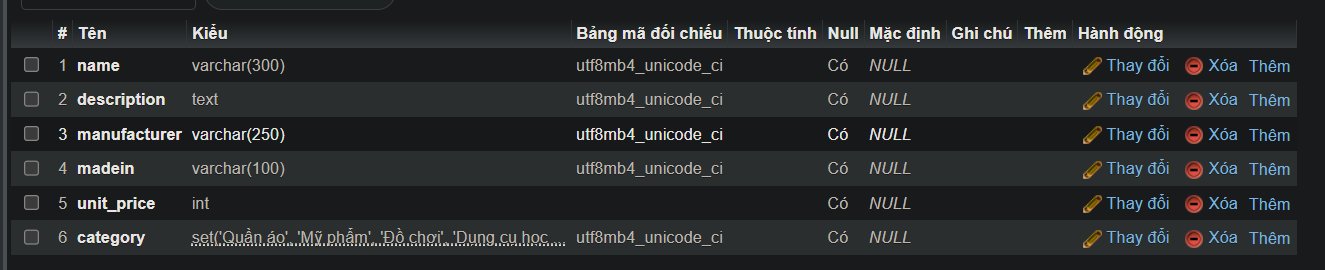 # Tên Kiểu Bảng mã đối chiếu Thuộc tính Null Mặc định Ghi chú Thêm Hành động
1 name varchar(300) utf8mb4_unicode_ci Có NULL Thay đổi Xóa Thêm
2 description text utf8mb4_unicode_ci Có NULL Thay đổi Xóa Thêm
3 manufacturer varchar(250) utf8mb4_unicode_ci Có NULL Thay đổi Xóa Thêm
4 madein varchar(100) utf8mb4_unicode_ci Có NULL Thay đổi Xóa Thêm
5 unit_price int Có NULL Thay đổi Xóa Thêm
6 category set('Quần áo', 'Mỹ phẩm', 'Đồ chơi', 'Dụng cụ học ... utf8mb4_unicode_ci Có NULL Thay đổi Xóa Thêm